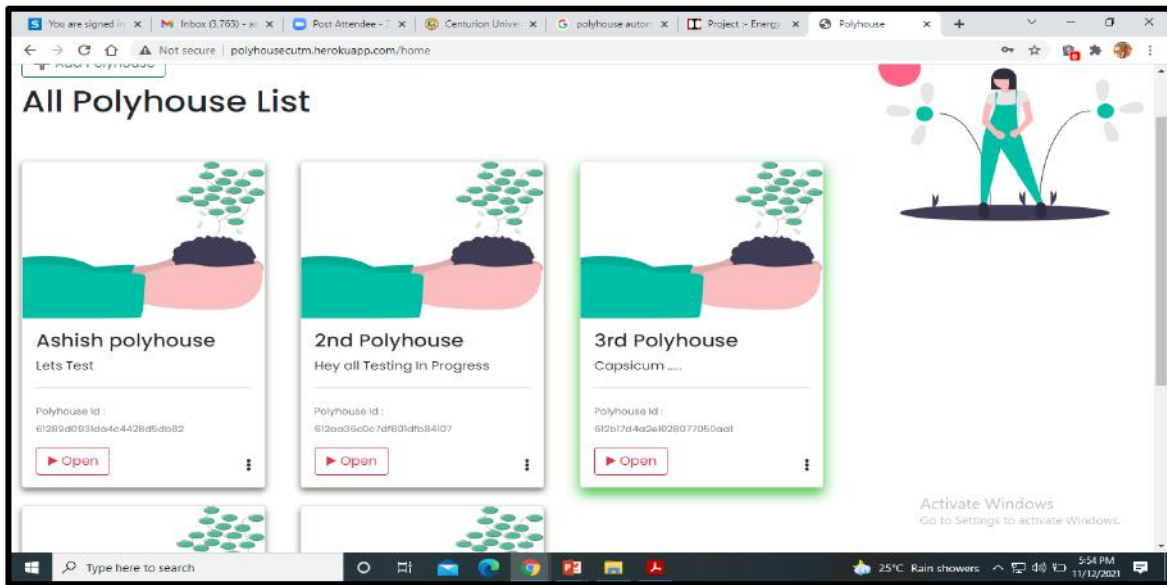 You are signed in
Inbox (3,763) - as
Post Attendee - Z
Centurion Univer
polyhouse autom
Project :- Energy
Polyhouse
Not secure | polyhousecutm.herokuapp.com/home
Add Polyhouse
All Polyhouse List
Ashish polyhouse
Lets Test
Polyhouse Id :
Open
2nd Polyhouse
Hey all Testing In Progress
Polyhouse Id :
Open
3rd Polyhouse
Capsicum .....
Polyhouse Id :
Open
Activate Windows
Go to Settings to activate Windows.
Type here to search
25°C Rain showers
5:54 PM
11/12/2021